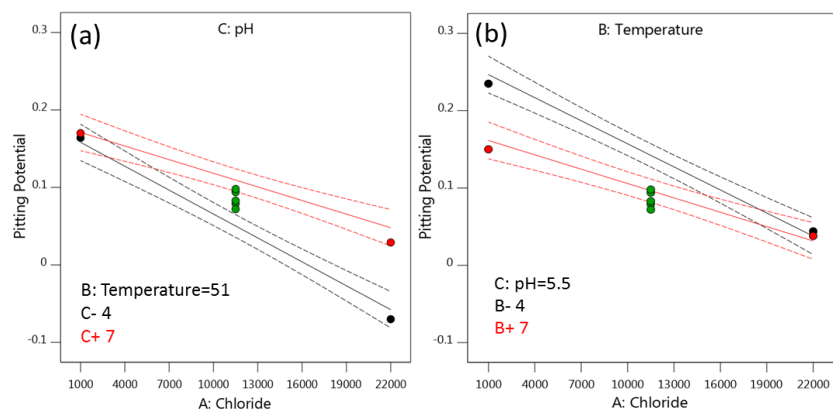 (a)
C: pH
Pitting Potential
0.3
0.2
0.1
0
-0.1
B: Temperature=51
C- 4
C+ 7
1000 4000 7000 10000 13000 16000 19000 22000
A: Chloride
(b)
B: Temperature
Pitting Potential
0.3
0.2
0.1
0
-0.1
C: pH=5.5
B- 4
B+ 7
1000 4000 7000 10000 13000 16000 19000 22000
A: Chloride